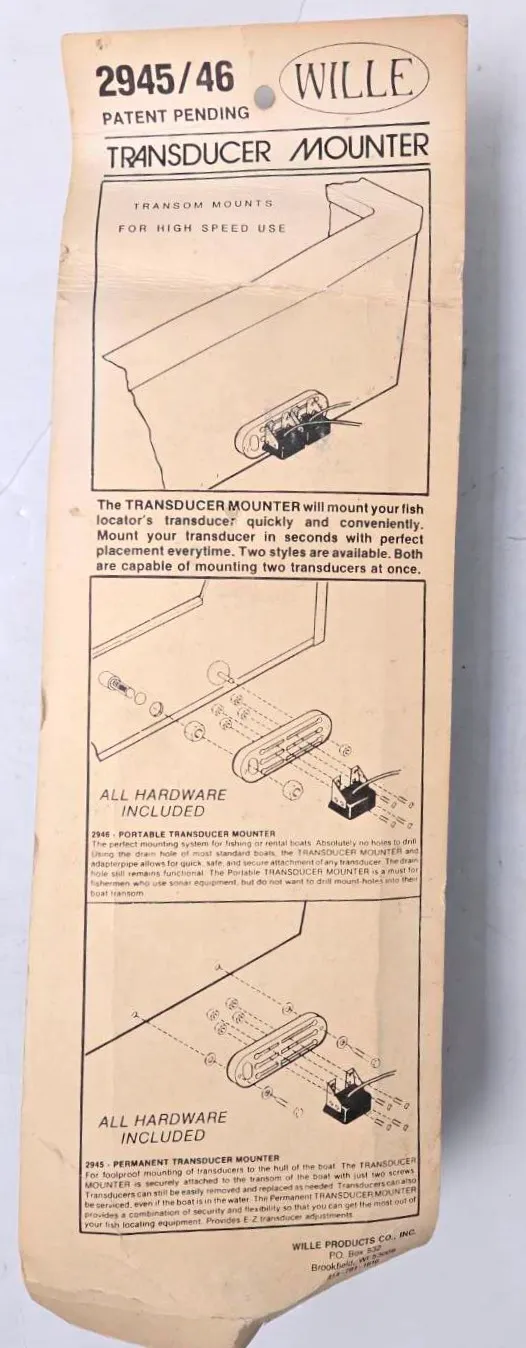 2945/46
WILLE
PATENT PENDING
TRANSDUCER MOUNTER
TRANSOM MOUNTS
FOR HIGH SPEED USE
The TRANSDUCER MOUNTER will mount your fish
locator's transducer quickly and conveniently.
Mount your transducer in seconds with perfect
placement everytime. Two styles are available. Both
are capable of mounting two transducers at once.
ALL HARDWARE
INCLUDED
2946 - PORTABLE TRANSDUCER MOUNTER
The perfect mounting system for fishing or rental boats. Absolutely no holes to drill.
Using the drain hole of most standard boats, the TRANSDUCER MOUNTER and
adapterpipe allows for quick, safe, and secure attachment of any transducer. The drain
hole still remains functional. The Portable TRANSDUCER MOUNTER is a must for
fishermen who use sonar equipment, but do not want to drill mount-holes into their
boat transom.
ALL HARDWARE
INCLUDED
2945 - PERMANENT TRANSDUCER MOUNTER
For foolproof mounting of transducers to the hull of the boat. The TRANSDUCER
MOUNTER is securely attached to the transom of the boat with just two screws.
Transducers can still be easily removed and replaced as needed. Transducers can also
be serviced, even if the boat is in the water. The Permanent TRANSDUCER MOUNTER
provides a combination of security and flexibility so that you can get the most out of
your fish locating equipment. Provides E-Z transducer adjustments.
WILLE PRODUCTS CO., INC.
P.O. Box 532
Brookfield, WI